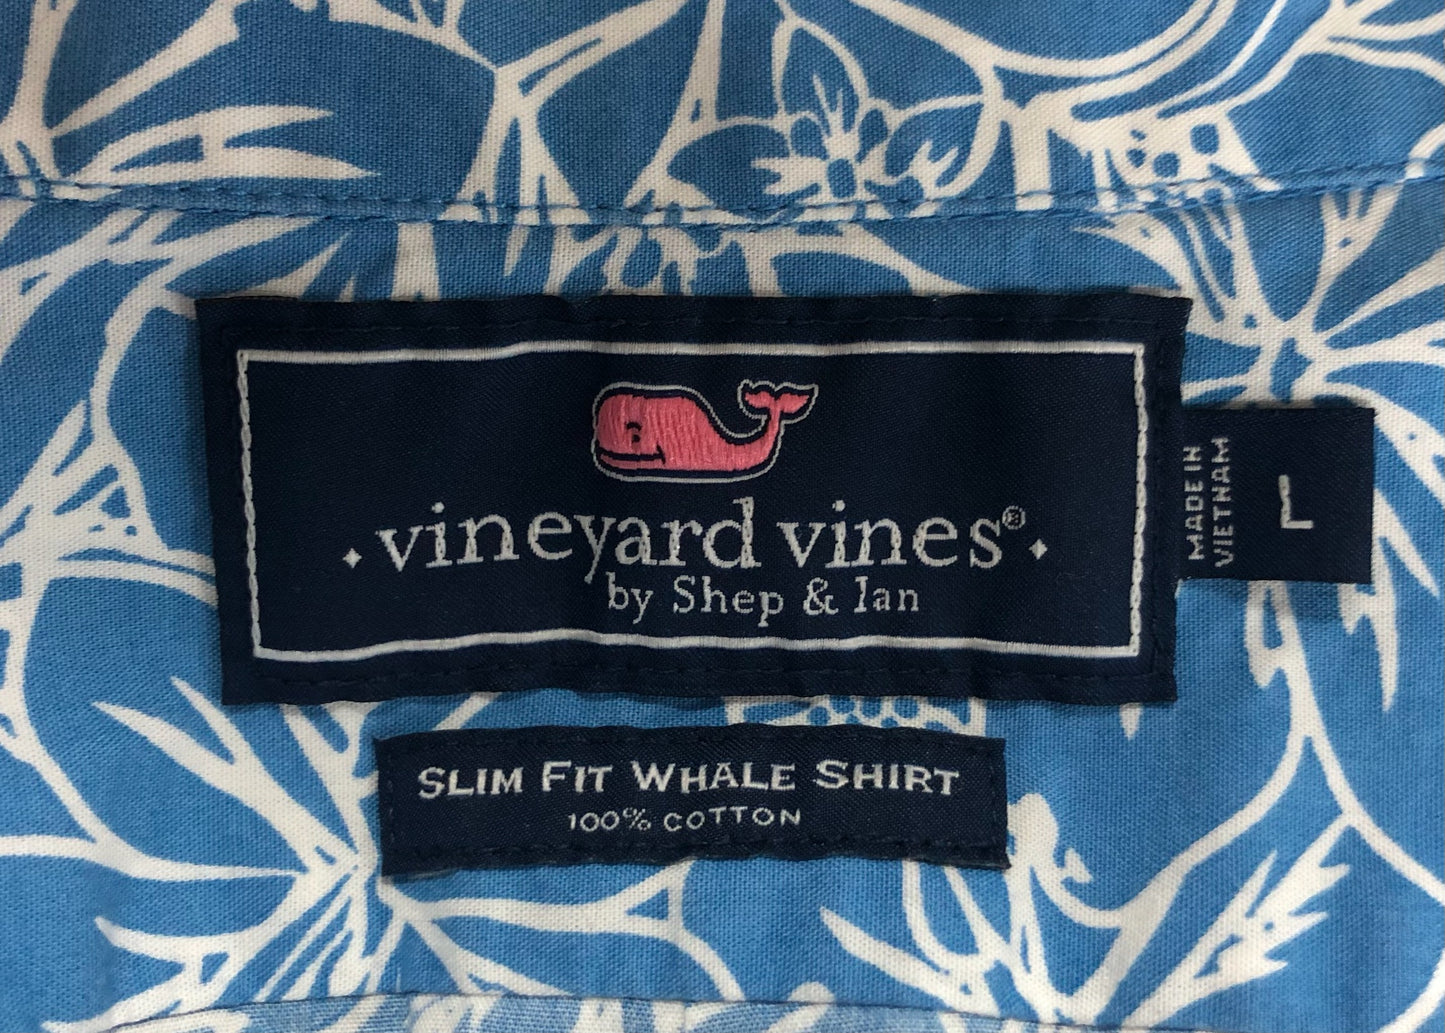 vineyard vines®
by Shep & Ian
MADE IN
VIETNAM
L
SLIM FIT WHALE SHIRT
100% COTTON